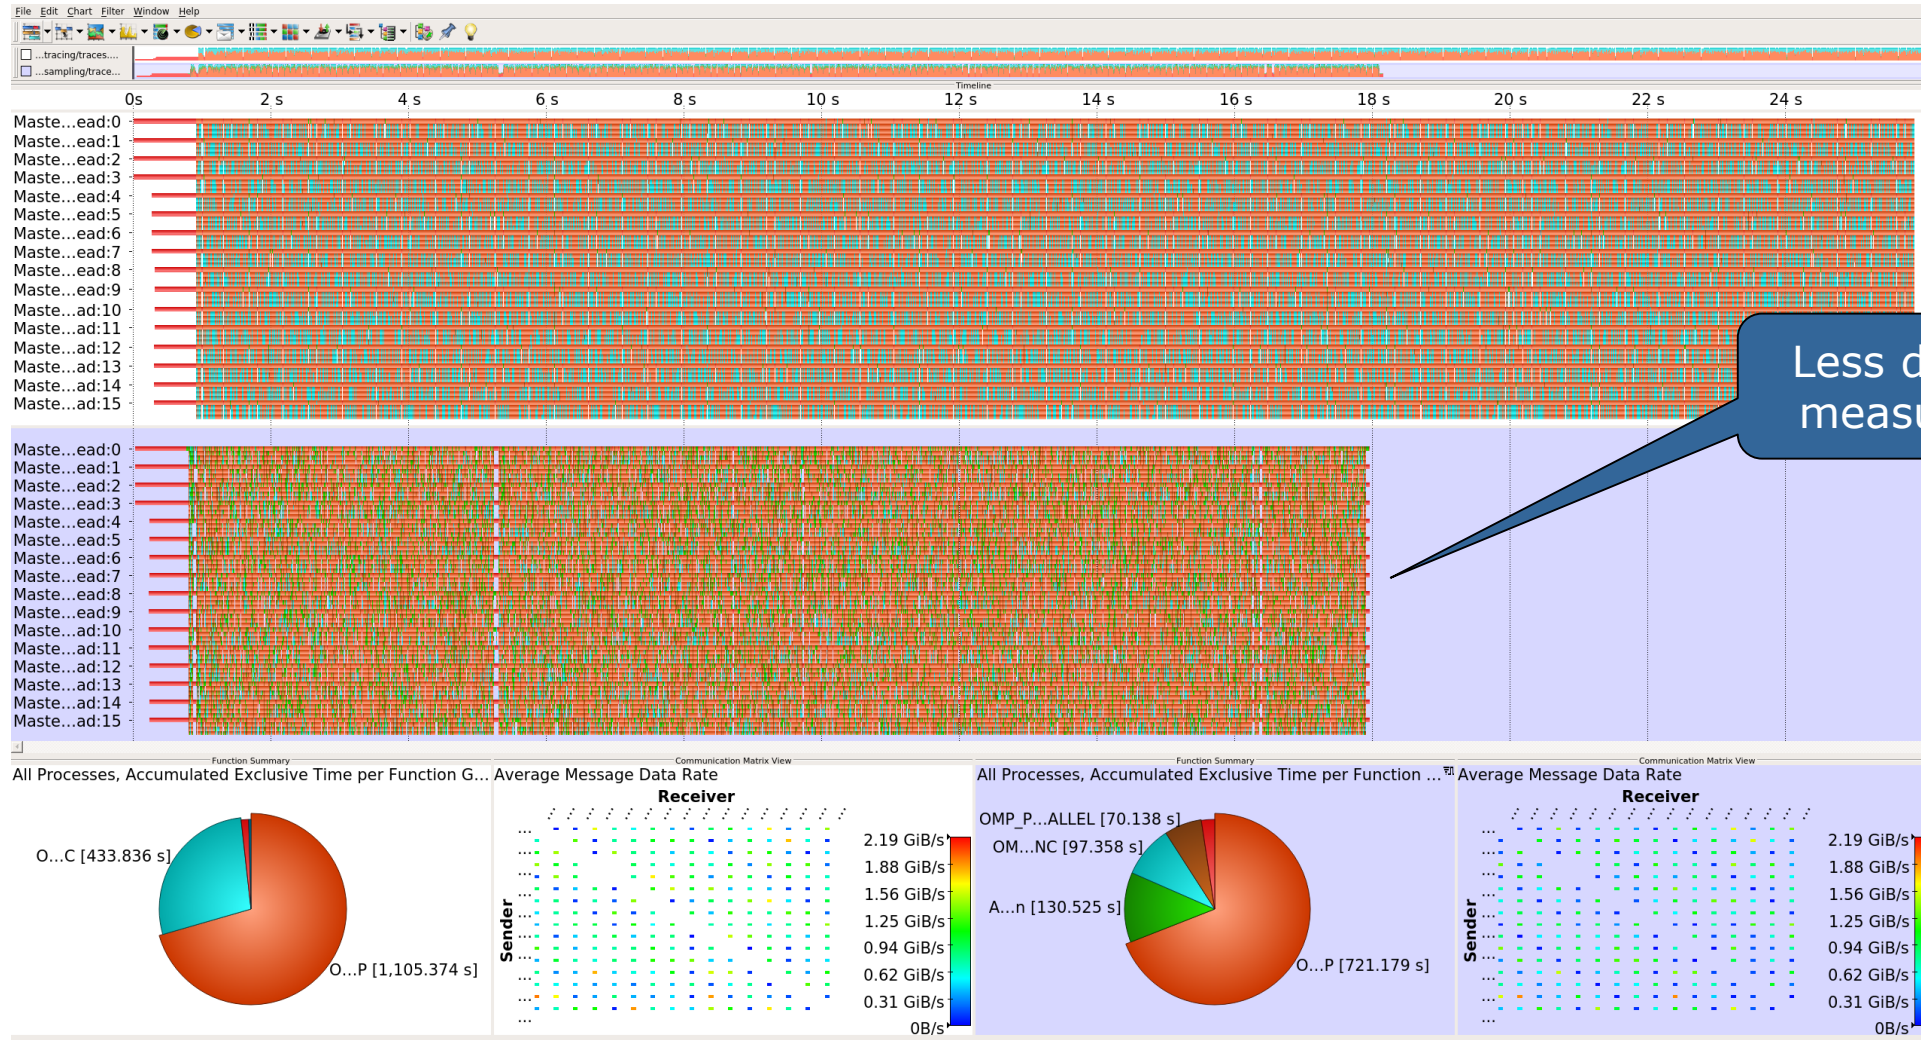 File Edit Chart Filter Window Help
...tracing/traces....
...sampling/trace...
Timeline
0s 2 s 4 s 6 s 8 s 10 s 12 s 14 s 16 s 18 s 20 s 22 s 24 s
Maste...ead:0
Maste...ead:1
Maste...ead:2
Maste...ead:3
Maste...ead:4
Maste...ead:5
Maste...ead:6
Maste...ead:7
Maste...ead:8
Maste...ead:9
Maste...ad:10
Maste...ad:11
Maste...ad:12
Maste...ad:13
Maste...ad:14
Maste...ad:15
Less d
measu
Maste...ead:0
Maste...ead:1
Maste...ead:2
Maste...ead:3
Maste...ead:4
Maste...ead:5
Maste...ead:6
Maste...ead:7
Maste...ead:8
Maste...ead:9
Maste...ad:10
Maste...ad:11
Maste...ad:12
Maste...ad:13
Maste...ad:14
Maste...ad:15
Function Summary
All Processes, Accumulated Exclusive Time per Function G...
O...C [433.836 s]
O...P [1,105.374 s]
Communication Matrix View
Average Message Data Rate
Receiver
Sender
2.19 GiB/s
1.88 GiB/s
1.56 GiB/s
1.25 GiB/s
0.94 GiB/s
0.62 GiB/s
0.31 GiB/s
0B/s
Function Summary
All Processes, Accumulated Exclusive Time per Function ...
OMP_P...ALLEL [70.138 s]
OM...NC [97.358 s]
A...n [130.525 s]
O...P [721.179 s]
Communication Matrix View
Average Message Data Rate
Receiver
Sender
2.19 GiB/s
1.88 GiB/s
1.56 GiB/s
1.25 GiB/s
0.94 GiB/s
0.62 GiB/s
0.31 GiB/s
0B/s